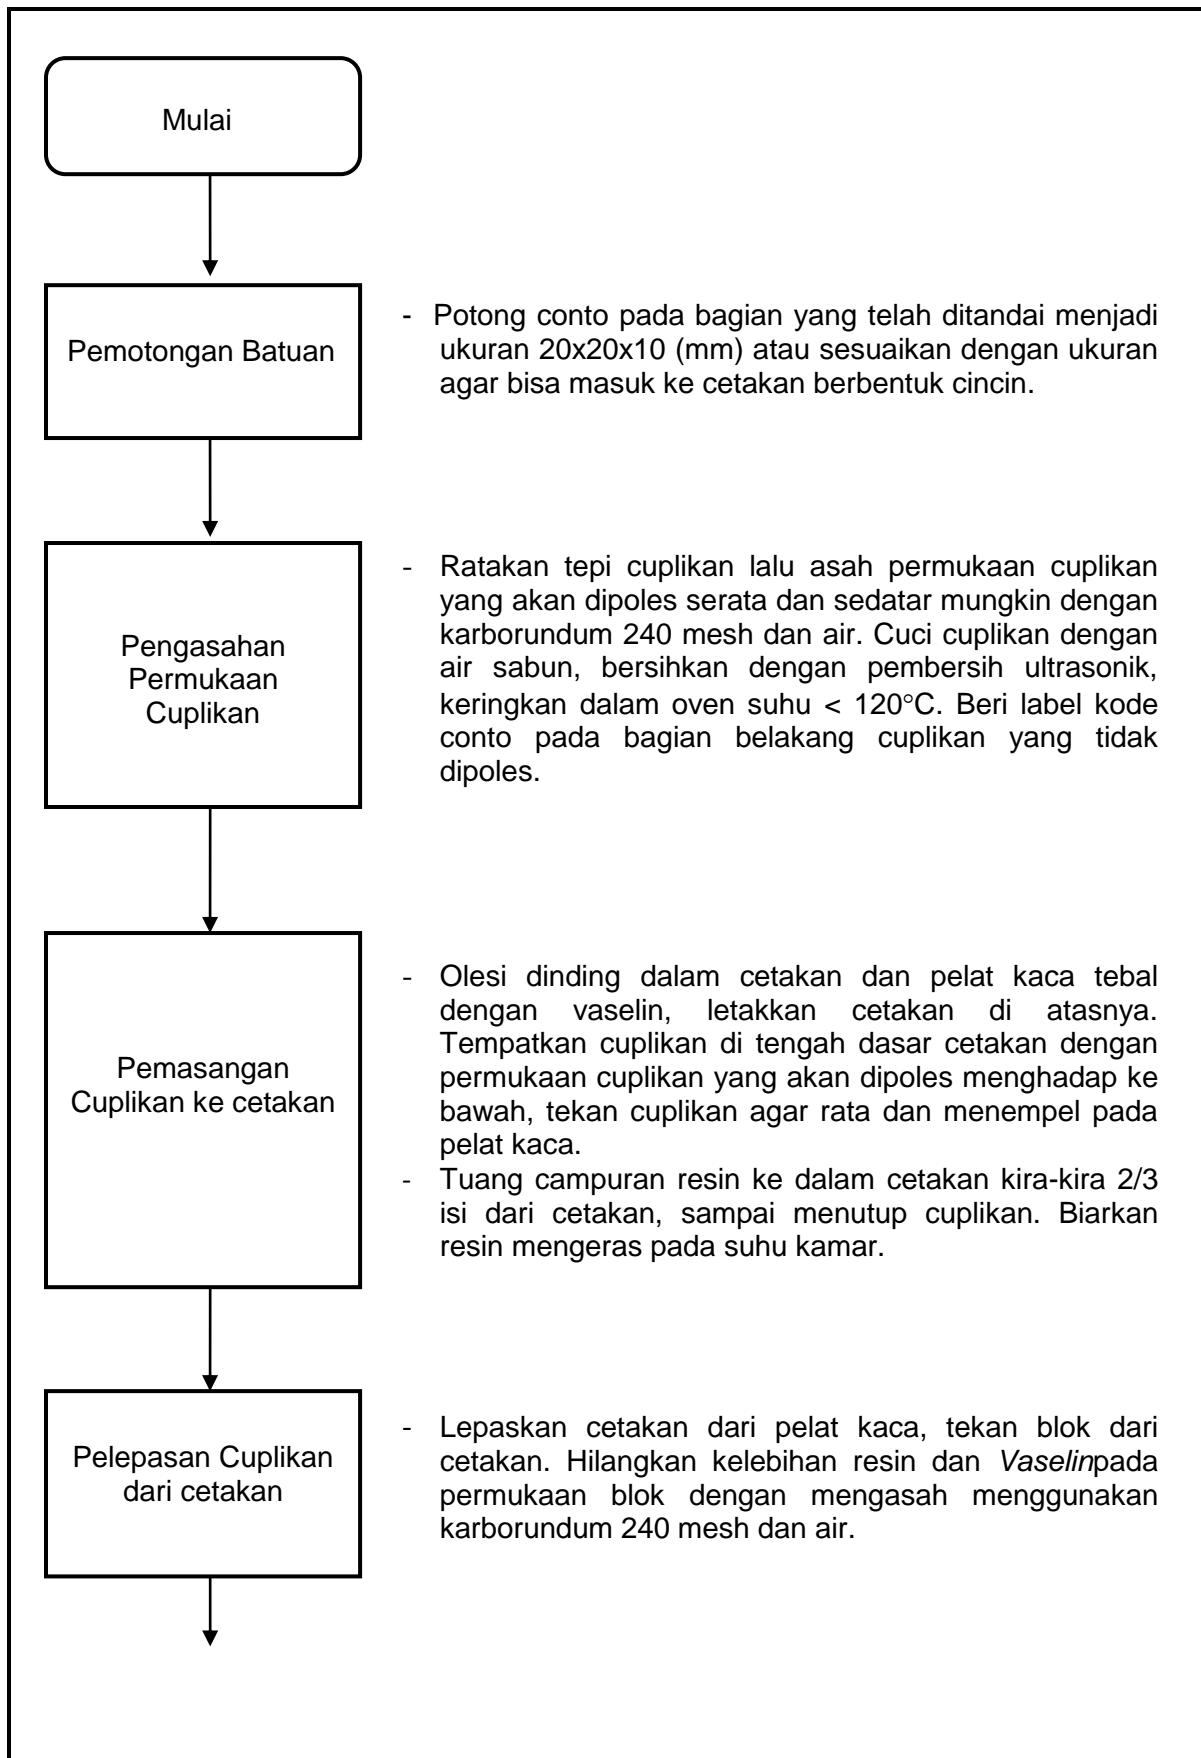 Mulai
Pemotongan Batuan
- Potong conto pada bagian yang telah ditandai menjadi
ukuran 20x20x10 (mm) atau sesuaikan dengan ukuran
agar bisa masuk ke cetakan berbentuk cincin.
Pengasahan
Permukaan
Cuplikan
- Ratakan tepi cuplikan lalu asah permukaan cuplikan
yang akan dipoles serata dan sedatar mungkin dengan
karborundum 240 mesh dan air. Cuci cuplikan dengan
air sabun, bersihkan dengan pembersih ultrasonik,
keringkan dalam oven suhu < 120°C. Beri label kode
conto pada bagian belakang cuplikan yang tidak
dipoles.
Pemasangan
Cuplikan ke cetakan
- Olesi dinding dalam cetakan dan pelat kaca tebal
dengan vaselin, letakkan cetakan di atasnya.
Tempatkan cuplikan di tengah dasar cetakan dengan
permukaan cuplikan yang akan dipoles menghadap ke
bawah, tekan cuplikan agar rata dan menempel pada
pelat kaca.
- Tuang campuran resin ke dalam cetakan kira-kira 2/3
isi dari cetakan, sampai menutup cuplikan. Biarkan
resin mengeras pada suhu kamar.
Pelepasan Cuplikan
dari cetakan
- Lepaskan cetakan dari pelat kaca, tekan blok dari
cetakan. Hilangkan kelebihan resin dan Vaselinpada
permukaan blok dengan mengasah menggunakan
karborundum 240 mesh dan air.